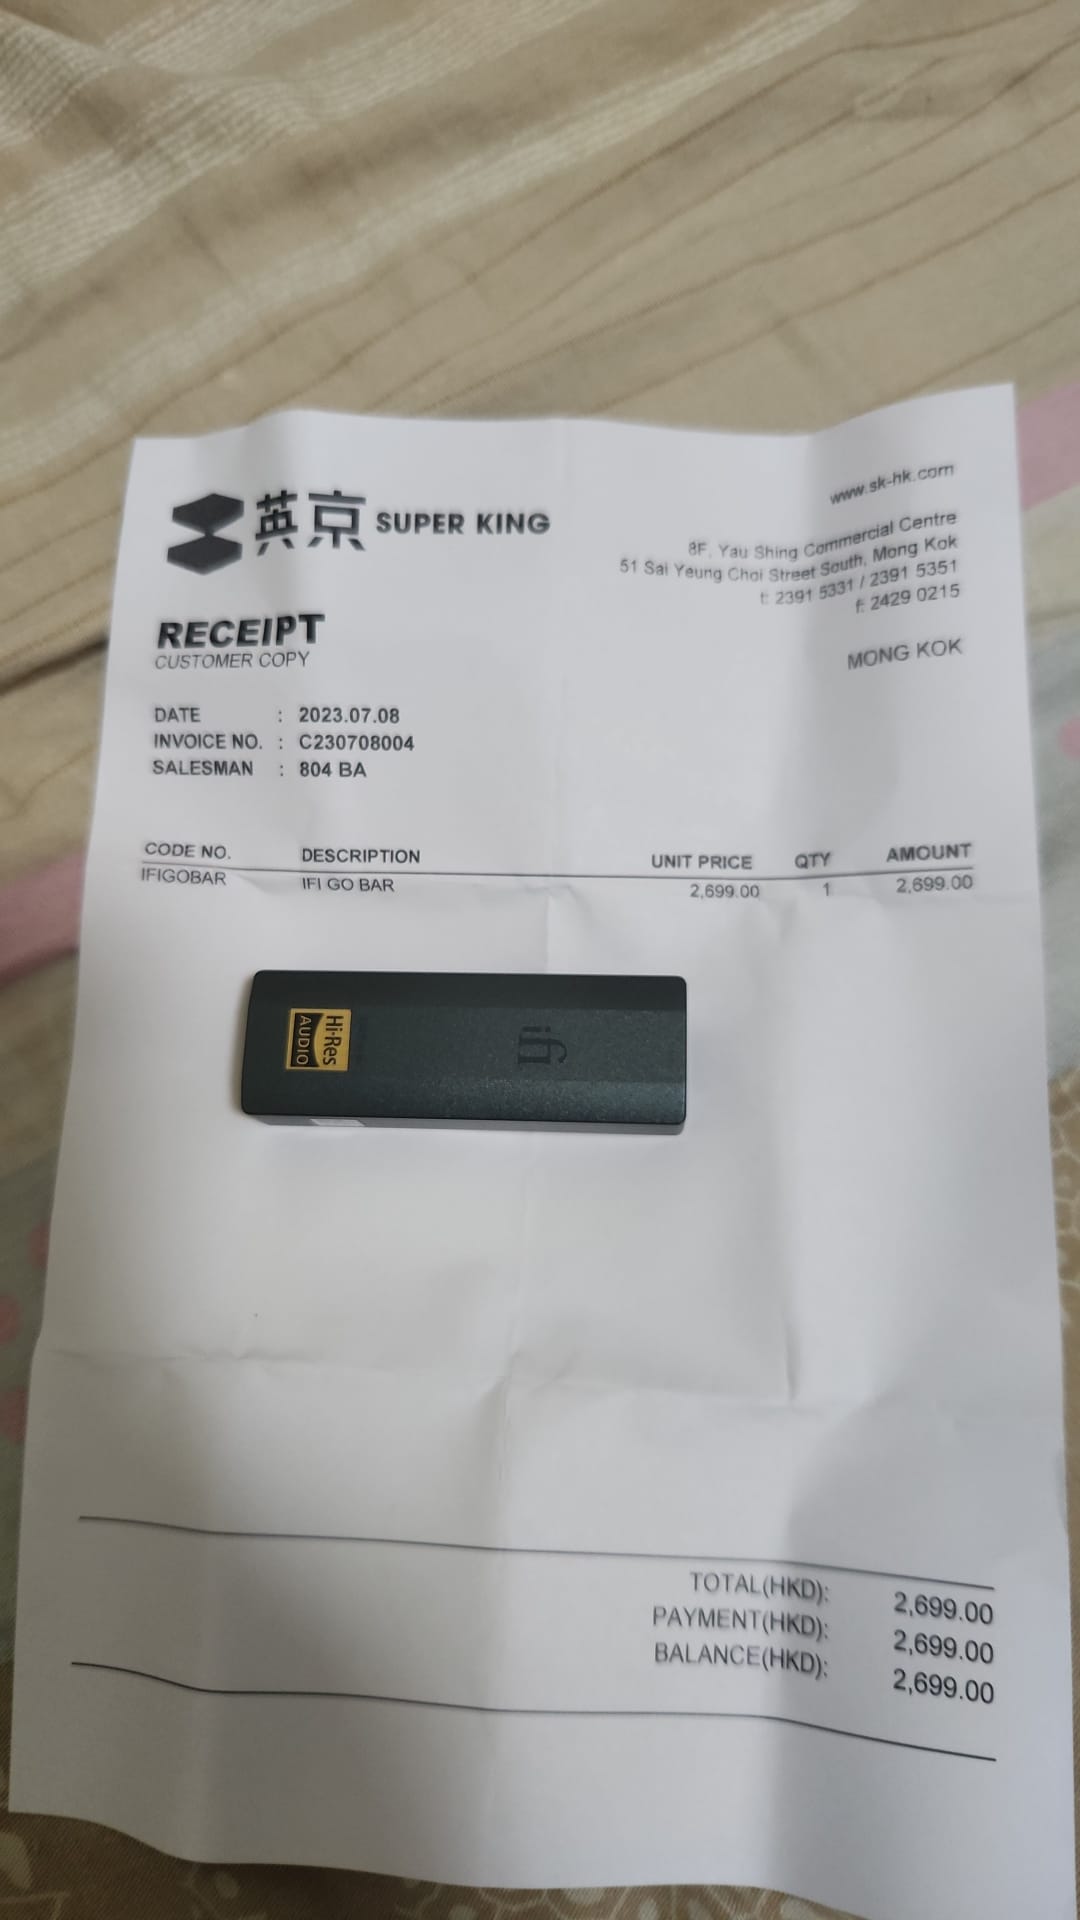 英京 SUPER KING
www.sk-hk.com
8F, Yau Shing Commercial Centre
51 Sai Yeung Choi Street South, Mong Kok
t: 2391 5331 / 2391 5351
f: 2429 0215
RECEIPT
CUSTOMER COPY
MONG KOK
DATE : 2023.07.08
INVOICE NO. : C230708004
SALESMAN : 804 BA
CODE NO. DESCRIPTION UNIT PRICE QTY AMOUNT
IFIGOBAR IFI GO BAR 2,699.00 1 2,699.00
Hi-Res
AUDIO
ifi
TOTAL(HKD): 2,699.00
PAYMENT(HKD): 2,699.00
BALANCE(HKD): 2,699.00